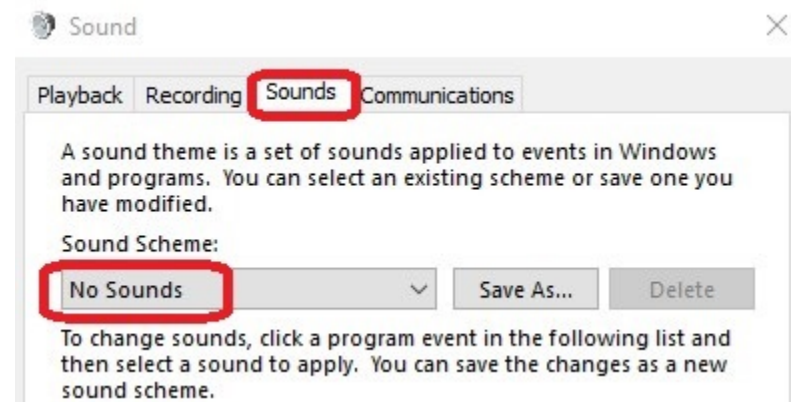 Sound
Playback Recording Sounds Communications
A sound theme is a set of sounds applied to events in Windows
and programs. You can select an existing scheme or save one you
have modified.
Sound Scheme:
No Sounds Save As... Delete
To change sounds, click a program event in the following list and
then select a sound to apply. You can save the changes as a new
sound scheme.